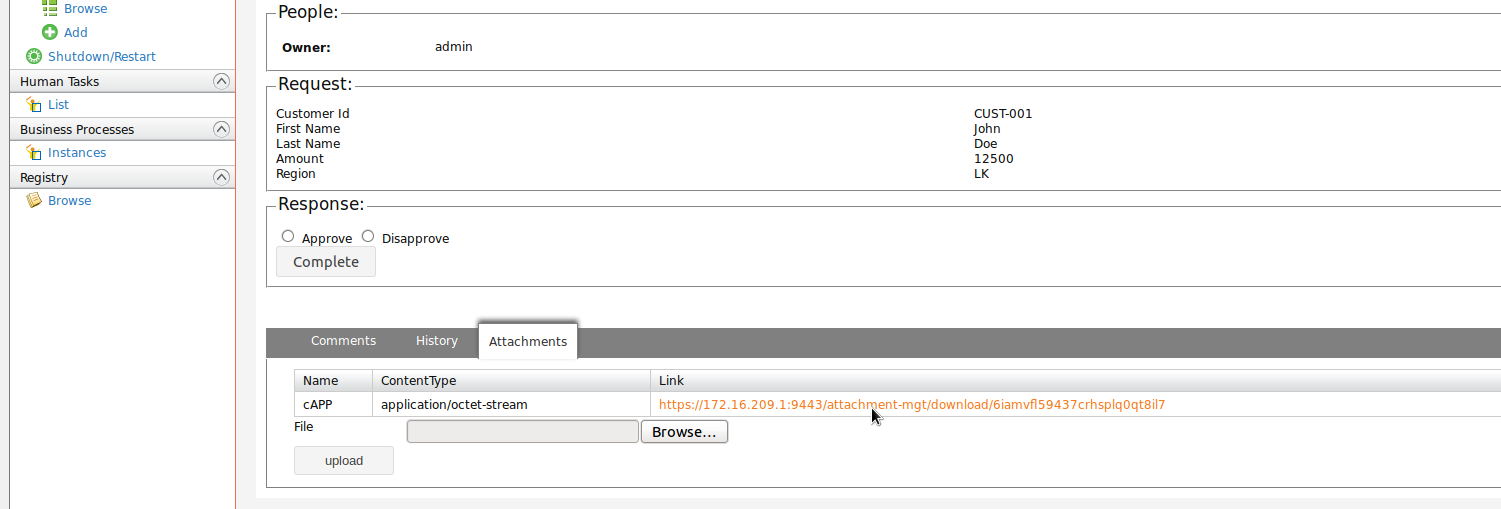 Browse
Add
Shutdown/Restart
Human Tasks
List
Business Processes
Instances
Registry
Browse
People:
Owner: admin
Request:
Customer Id CUST-001
First Name John
Last Name Doe
Amount 12500
Region LK
Response:
Approve Disapprove
Complete
Comments History Attachments
Name ContentType Link
cAPP application/octet-stream https://172.16.209.1:9443/attachment-mgt/download/6iamvfl59437crhsplq0qt8il7
File Browse...
upload